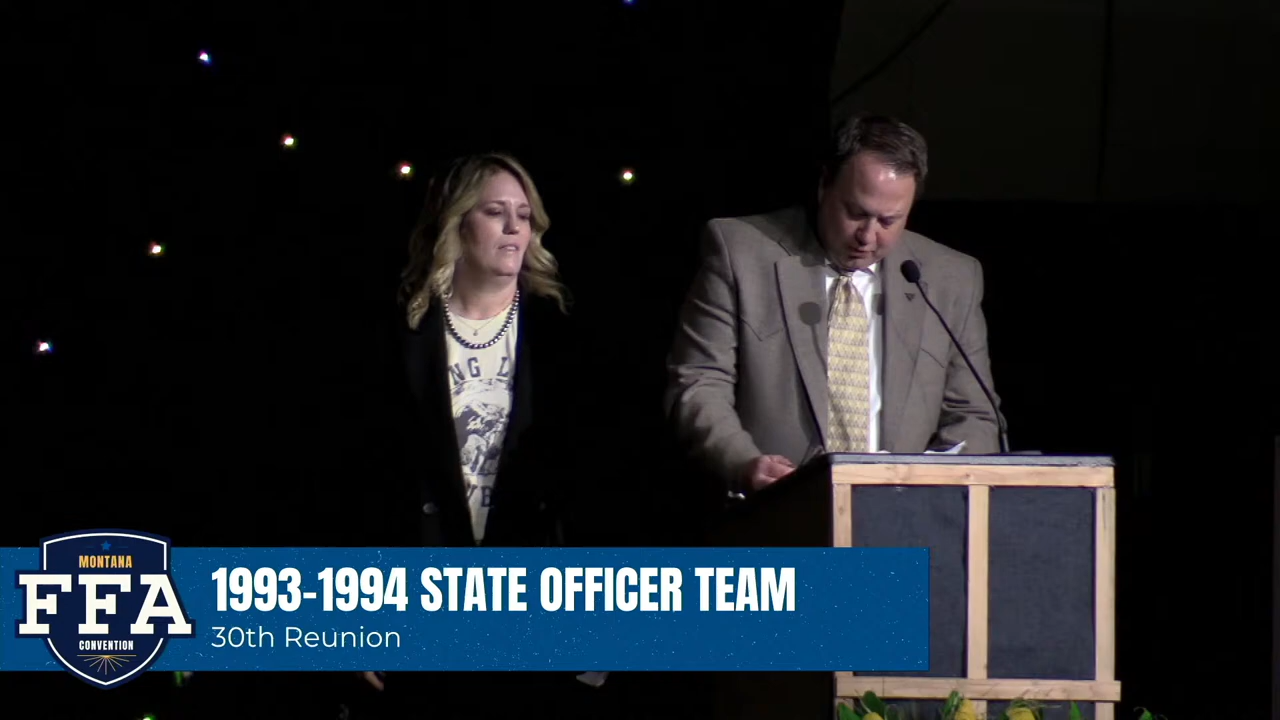 1993-1994 STATE OFFICER TEAM
30th Reunion
MONTANA
FFA
CONVENTION